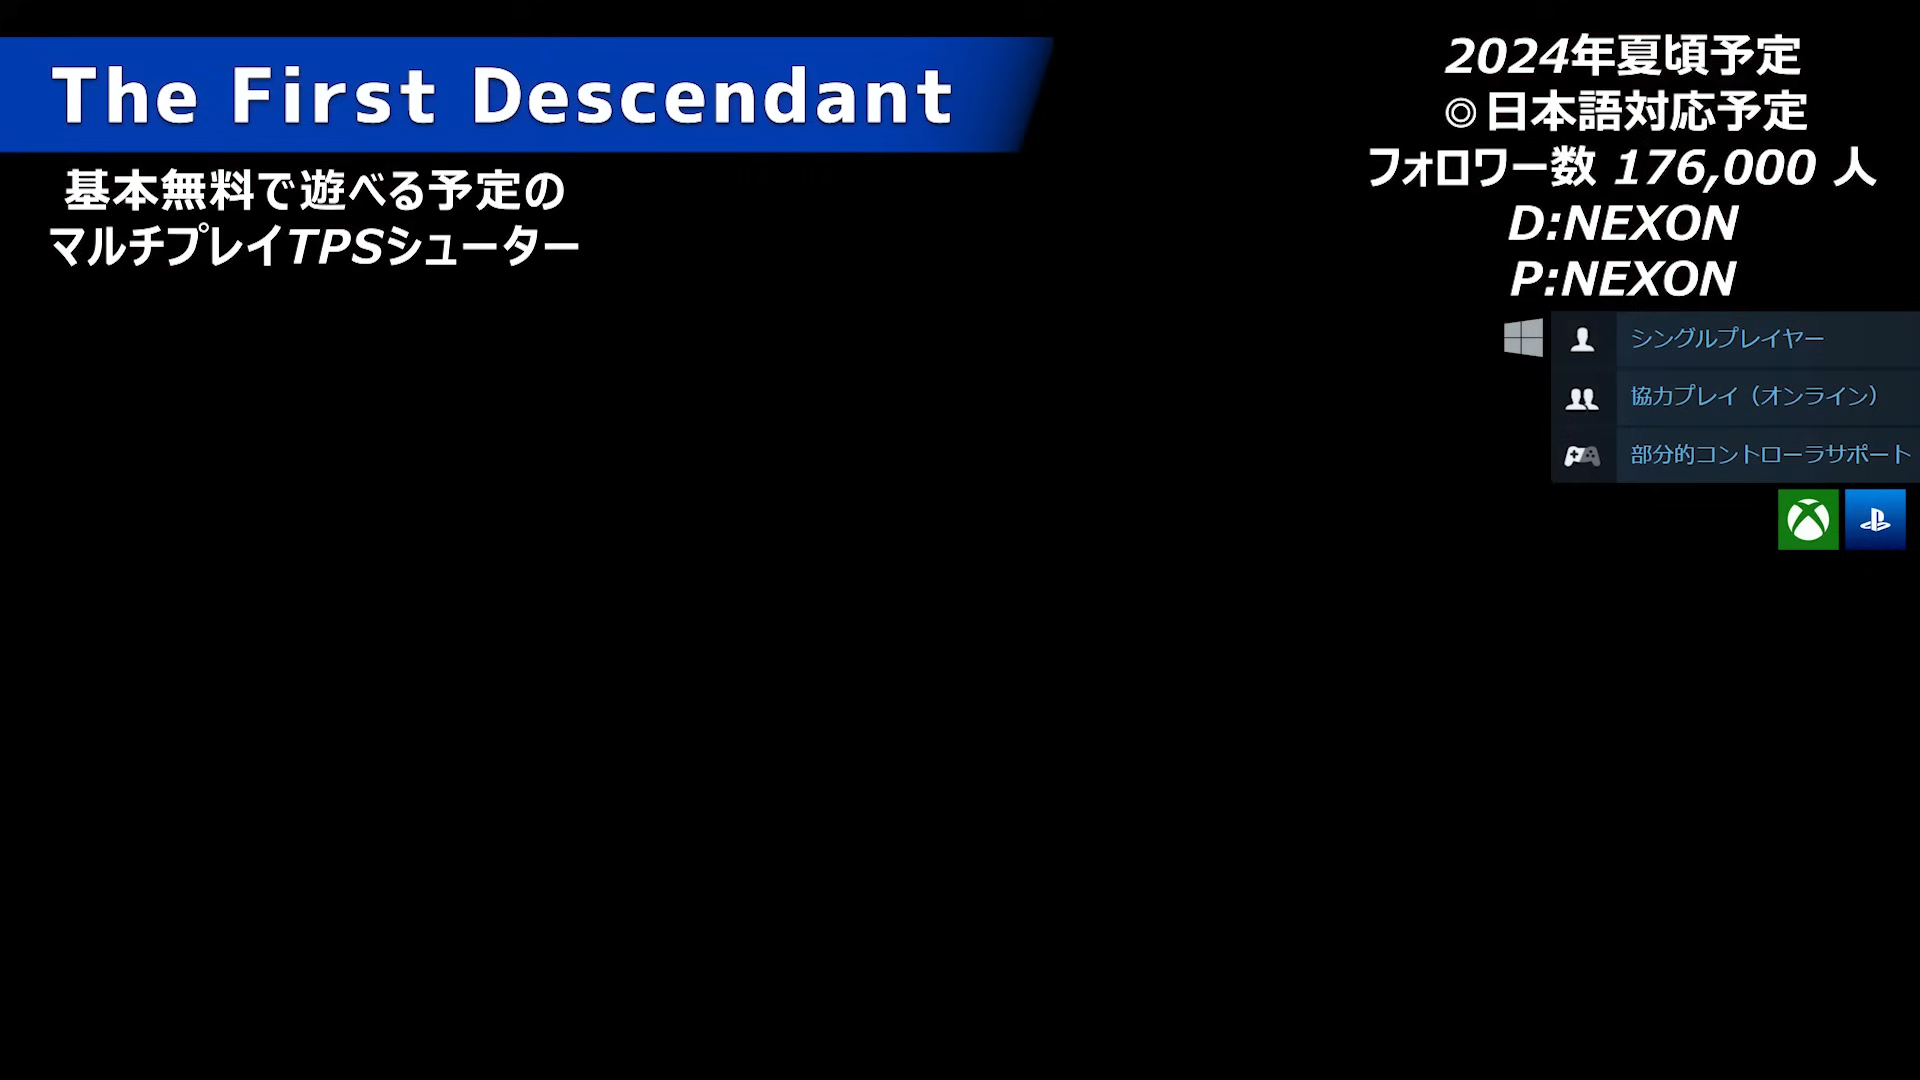 The First Descendant
基本無料で遊べる予定の
マルチプレイTPSシューター
2024年夏頃予定
◎日本語対応予定
フォロワー数 176,000 人
D:NEXON
P:NEXON
シングルプレイヤー
協力プレイ（オンライン）
部分的コントローラサポート